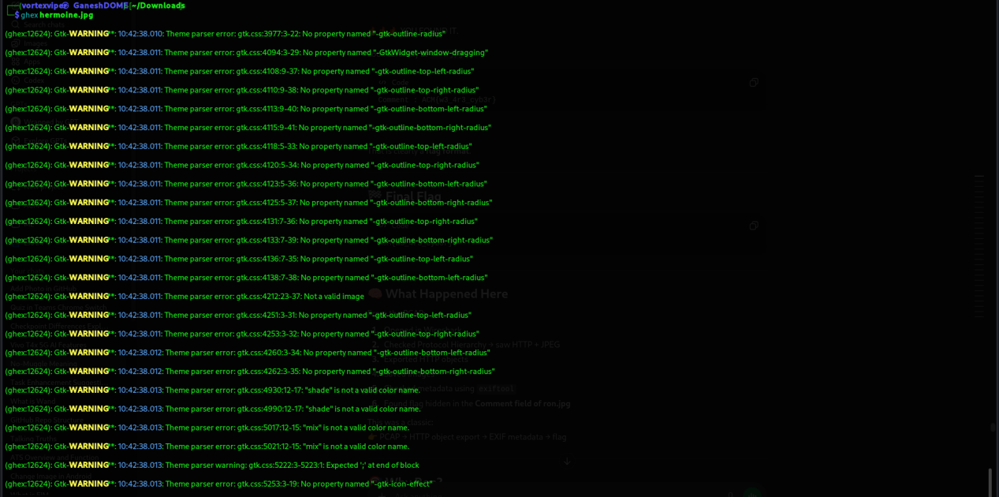 (vortexviper㉿ GaneshDOMS)-[~/Downloads]
$ ghex hermoine.jpg
(ghex:12624): Gtk-WARNING **: 10:42:38.010: Theme parser error: gtk.css:3977:3-22: No property named "-gtk-outline-radius"
(ghex:12624): Gtk-WARNING **: 10:42:38.011: Theme parser error: gtk.css:4094:3-29: No property named "-GtkWidget-window-dragging"
(ghex:12624): Gtk-WARNING **: 10:42:38.011: Theme parser error: gtk.css:4108:9-37: No property named "-gtk-outline-top-left-radius"
Code
(ghex:12624): Gtk-WARNING **: 10:42:38.011: Theme parser error: gtk.css:4110:9-38: No property named "-gtk-outline-top-right-radius"
(ghex:12624): Gtk-WARNING **: 10:42:38.011: Theme parser error: gtk.css:4113:9-40: No property named "-gtk-outline-bottom-left-radius"
(ghex:12624): Gtk-WARNING **: 10:42:38.011: Theme parser error: gtk.css:4115:9-41: No property named "-gtk-outline-bottom-right-radius"
(ghex:12624): Gtk-WARNING **: 10:42:38.011: Theme parser error: gtk.css:4118:5-33: No property named "-gtk-outline-top-left-radius"
(ghex:12624): Gtk-WARNING **: 10:42:38.011: Theme parser error: gtk.css:4120:5-34: No property named "-gtk-outline-top-right-radius"
(ghex:12624): Gtk-WARNING **: 10:42:38.011: Theme parser error: gtk.css:4123:5-36: No property named "-gtk-outline-bottom-left-radius"
Final Flag
(ghex:12624): Gtk-WARNING **: 10:42:38.011: Theme parser error: gtk.css:4125:5-37: No property named "-gtk-outline-bottom-right-radius"
(ghex:12624): Gtk-WARNING **: 10:42:38.011: Theme parser error: gtk.css:4131:7-36: No property named "-gtk-outline-top-right-radius"
(ghex:12624): Gtk-WARNING **: 10:42:38.011: Theme parser error: gtk.css:4133:7-39: No property named "-gtk-outline-bottom-right-radius"
(ghex:12624): Gtk-WARNING **: 10:42:38.011: Theme parser error: gtk.css:4136:7-35: No property named "-gtk-outline-top-left-radius"
(ghex:12624): Gtk-WARNING **: 10:42:38.011: Theme parser error: gtk.css:4138:7-38: No property named "-gtk-outline-bottom-left-radius"
(ghex:12624): Gtk-WARNING **: 10:42:38.011: Theme parser error: gtk.css:4212:23-37: Not a valid image
What Happened Here
(ghex:12624): Gtk-WARNING **: 10:42:38.011: Theme parser error: gtk.css:4251:3-31: No property named "-gtk-outline-top-left-radius"
(ghex:12624): Gtk-WARNING **: 10:42:38.011: Theme parser error: gtk.css:4253:3-32: No property named "-gtk-outline-top-right-radius"
2. Checked Protocol Hierarchy → saw HTTP + JPEG
(ghex:12624): Gtk-WARNING **: 10:42:38.012: Theme parser error: gtk.css:4260:3-34: No property named "-gtk-outline-bottom-left-radius"
3. Exported HTTP objects
(ghex:12624): Gtk-WARNING **: 10:42:38.012: Theme parser error: gtk.css:4262:3-35: No property named "-gtk-outline-bottom-right-radius"
(ghex:12624): Gtk-WARNING **: 10:42:38.013: Theme parser error: gtk.css:4930:12-17: "shade" is not a valid color name.
metadata using exiftool
(ghex:12624): Gtk-WARNING **: 10:42:38.013: Theme parser error: gtk.css:4990:12-17: "shade" is not a valid color name.
Found flag hidden in the Comment field of ron.jpg
(ghex:12624): Gtk-WARNING **: 10:42:38.013: Theme parser error: gtk.css:5017:12-15: "mix" is not a valid color name.
This was a classic:
(ghex:12624): Gtk-WARNING **: 10:42:38.013: Theme parser error: gtk.css:5021:12-15: "mix" is not a valid color name.
PCAP → HTTP object export → EXIF metadata → flag
(ghex:12624): Gtk-WARNING **: 10:42:38.013: Theme parser warning: gtk.css:5222:3-5223:1: Expected ';' at end of block
(ghex:12624): Gtk-WARNING **: 10:42:38.013: Theme parser error: gtk.css:5253:3-19: No property named "-gtk-icon-effect"